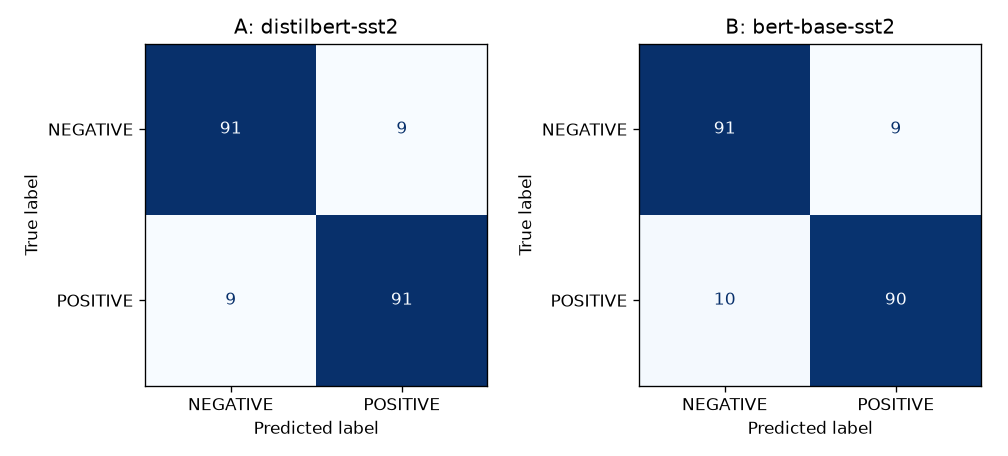 A: distilbert-sst2
NEGATIVE
91
9
POSITIVE
9
91
True label
NEGATIVE
POSITIVE
Predicted label
B: bert-base-sst2
NEGATIVE
91
9
POSITIVE
10
90
True label
NEGATIVE
POSITIVE
Predicted label